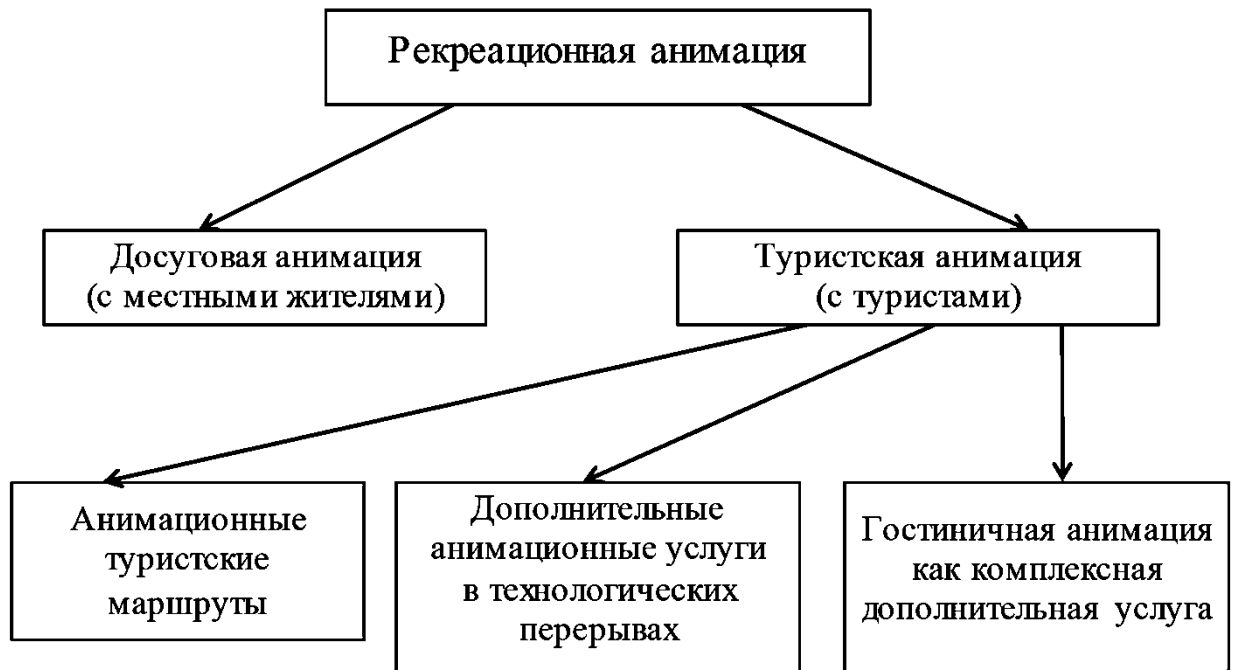 Рекреационная анимация
Досуговая анимация
(с местными жителями)
Туристская анимация
(с туристами)
Анимационные
туристские
маршруты
Дополнительные
анимационные услуги
в технологических
перерывах
Гостиничная анимация
как комплексная
дополнительная услуга